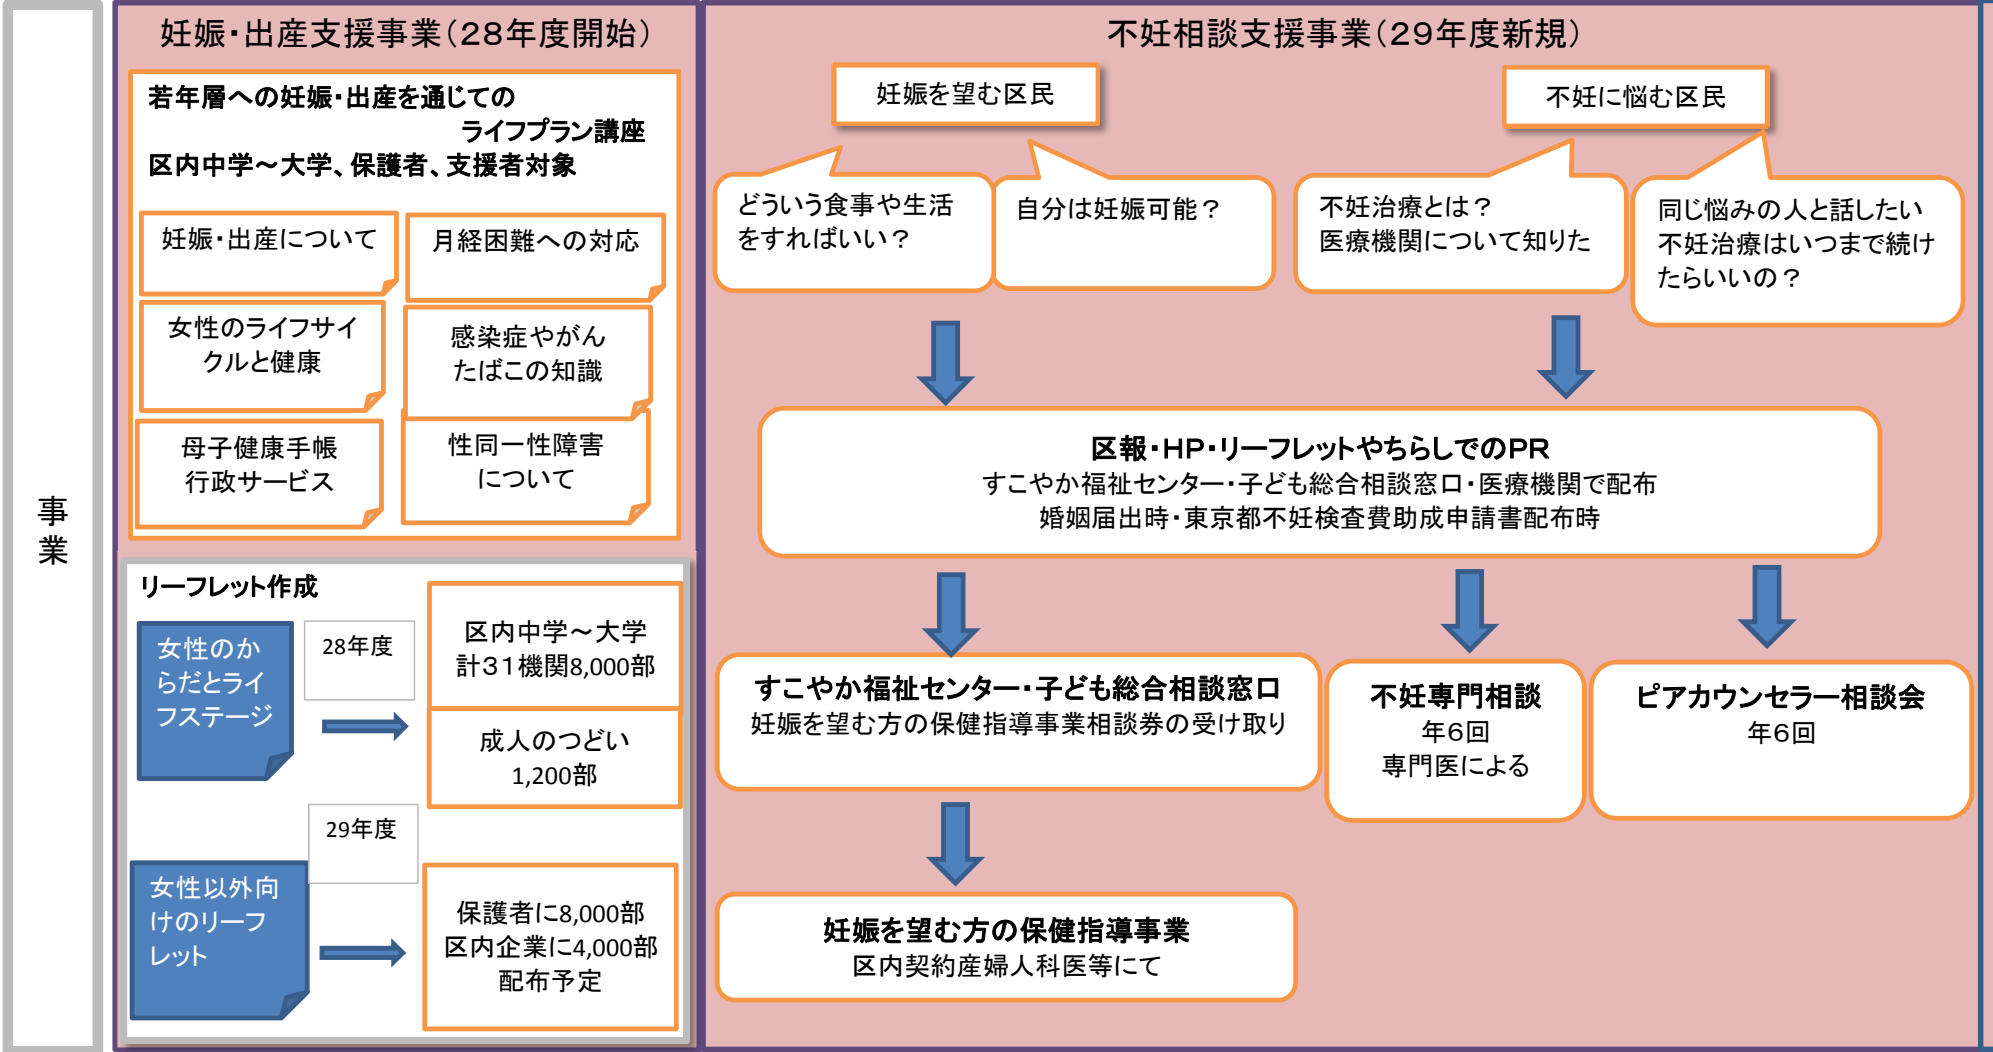 事
業
妊娠・出産支援事業（２８年度開始）
若年層への妊娠・出産を通じての
ライフプラン講座
区内中学～大学、保護者、支援者対象
妊娠・出産について
月経困難への対応
女性のライフサイ
クルと健康
感染症やがん
たばこの知識
母子健康手帳
行政サービス
性同一性障害
について
リーフレット作成
女性のか
らだとライ
フステージ
28年度
区内中学～大学
計３１機関8,000部
成人のつどい
1,200部
29年度
女性以外向
けのリーフ
レット
保護者に8,000部
区内企業に4,000部
配布予定
不妊相談支援事業（２９年度新規）
妊娠を望む区民
不妊に悩む区民
どういう食事や生活
をすればいい？
自分は妊娠可能？
不妊治療とは？
医療機関について知りた
同じ悩みの人と話したい
不妊治療はいつまで続け
たらいいの？
区報・ＨＰ・リーフレットやちらしでのＰＲ
すこやか福祉センター・子ども総合相談窓口・医療機関で配布
婚姻届出時・東京都不妊検査費助成申請書配布時
すこやか福祉センター・子ども総合相談窓口
妊娠を望む方の保健指導事業相談券の受け取り
不妊専門相談
年６回
専門医による
ピアカウンセラー相談会
年６回
妊娠を望む方の保健指導事業
区内契約産婦人科医等にて